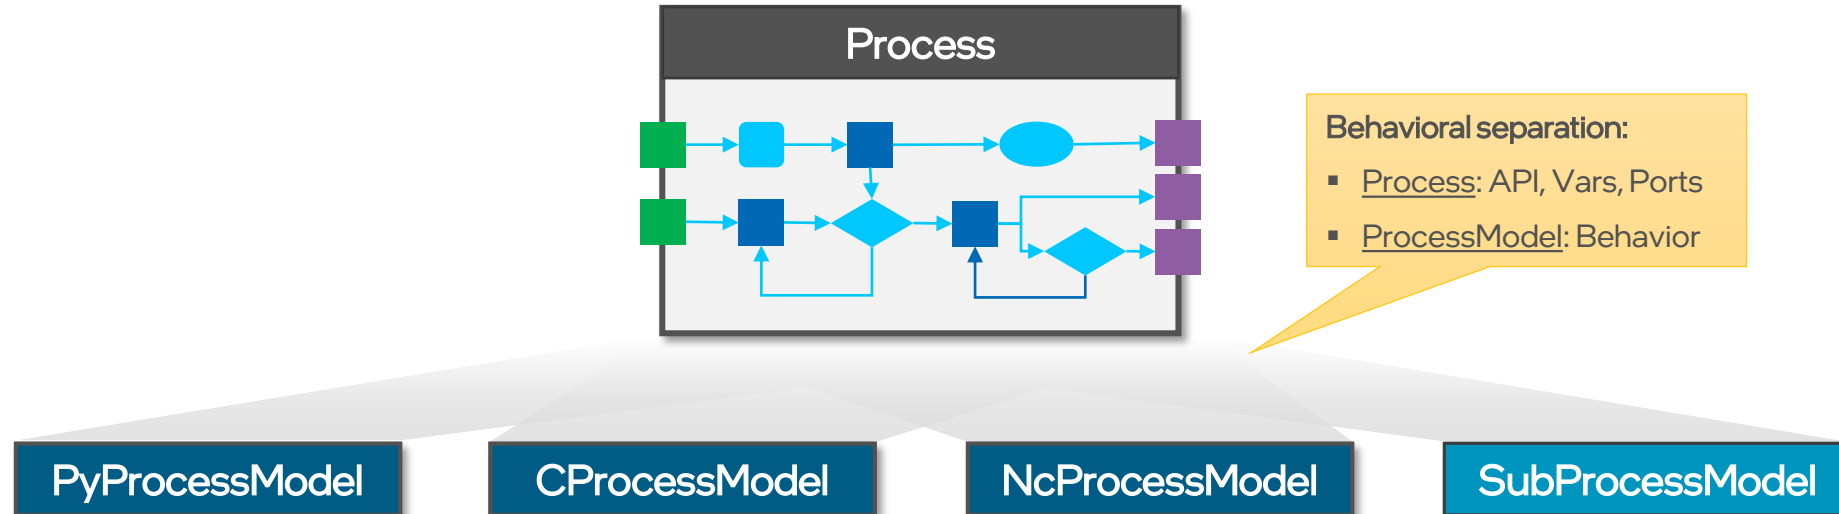 Process
Behavioral separation:
▪ Process: API, Vars, Ports
▪ ProcessModel: Behavior
PyProcessModel
CProcessModel
NcProcessModel
SubProcessModel